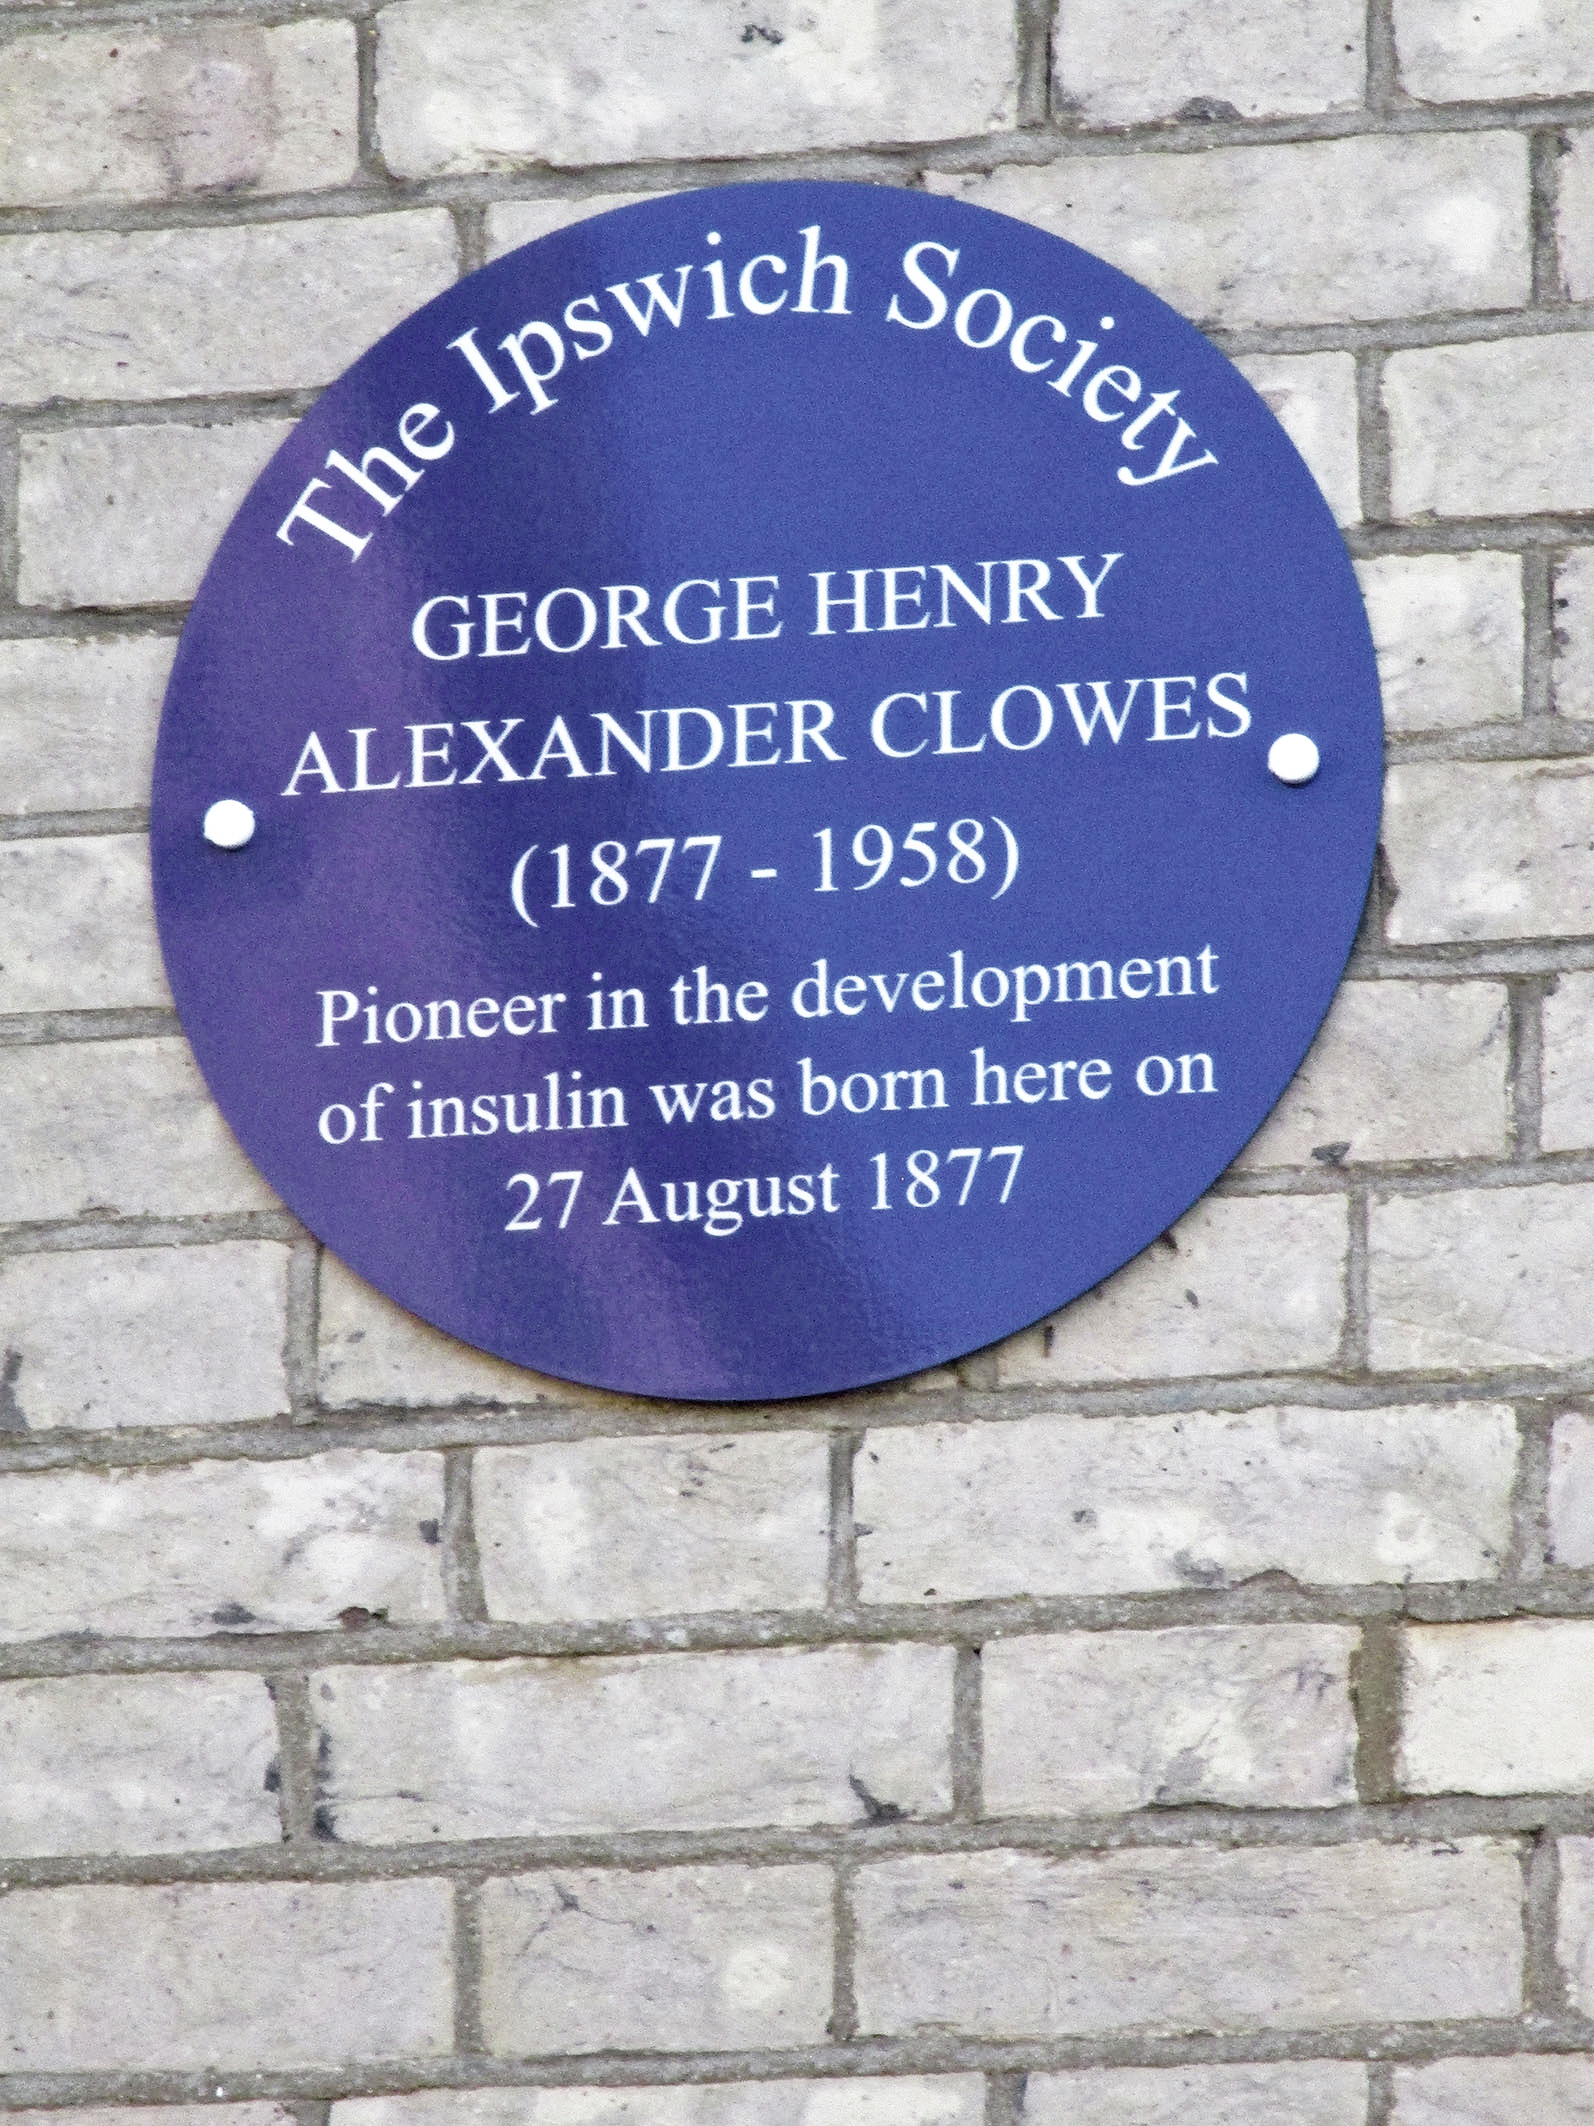 The Ipswich Society
GEORGE HENRY
ALEXANDER CLOWES
(1877 - 1958)
Pioneer in the development
of insulin was born here on
27 August 1877